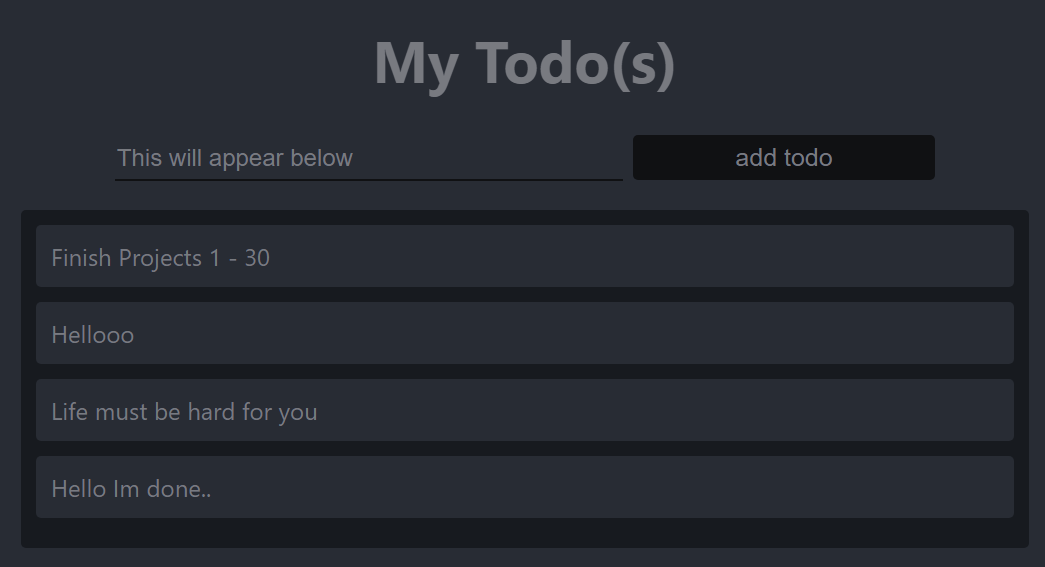 My Todo(s)
This will appear below
add todo
Finish Projects 1 - 30
Hellooo
Life must be hard for you
Hello Im done..